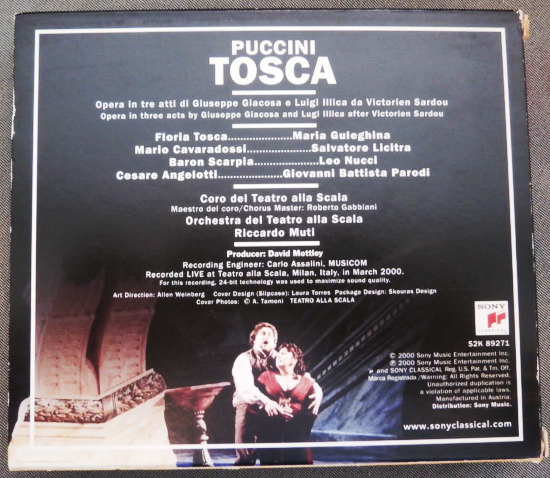 PUCCINI
TOSCA
Opera in tre atti di Giuseppe Giacosa e Luigi Illica da Victorien Sardou
Opera in three acts by Giuseppe Giacosa and Lugi Illica after Victorien Sardou
Floria Tosca.....................Maria Guleghina
Mario Cavaradossi.....................Salvatore Licitra
Baron Scarpia.....................Leo Nucci
Cesare Angelotti.....................Giovanni Battista Parodi
Coro del Teatro alla Scala
Maestro del coro/Chorus Master: Roberto Gabbiani
Orchestra del Teatro alla Scala
Riccardo Muti
Producer: David Mottley
Recording Engineer: Carlo Assalini, MUSICOM
Recorded LIVE at Teatro alla Scala, Milan, Italy, in March 2000.
For this recording, 24-bit technology was used to maximize sound quality.
Art Direction: Allen Weinberg Cover Design (Slipcase): Laura Torres Package Design: Skouras Design
Cover Photos: © A. Tamoni TEATRO ALLA SCALA
SONY
S2K 89271
© 2000 Sony Music Entertainment Inc.
℗ 2000 Sony Music Entertainment Inc.
and SONY CLASSICAL Reg. U.S. Pat. & Tm. Off.
Marca Registrada /Warning: All Rights Reserved.
Unauthorized duplication is
a violation of applicable laws.
Manufactured in Austria.
Distribution: Sony Music.
www.sonyclassical.com